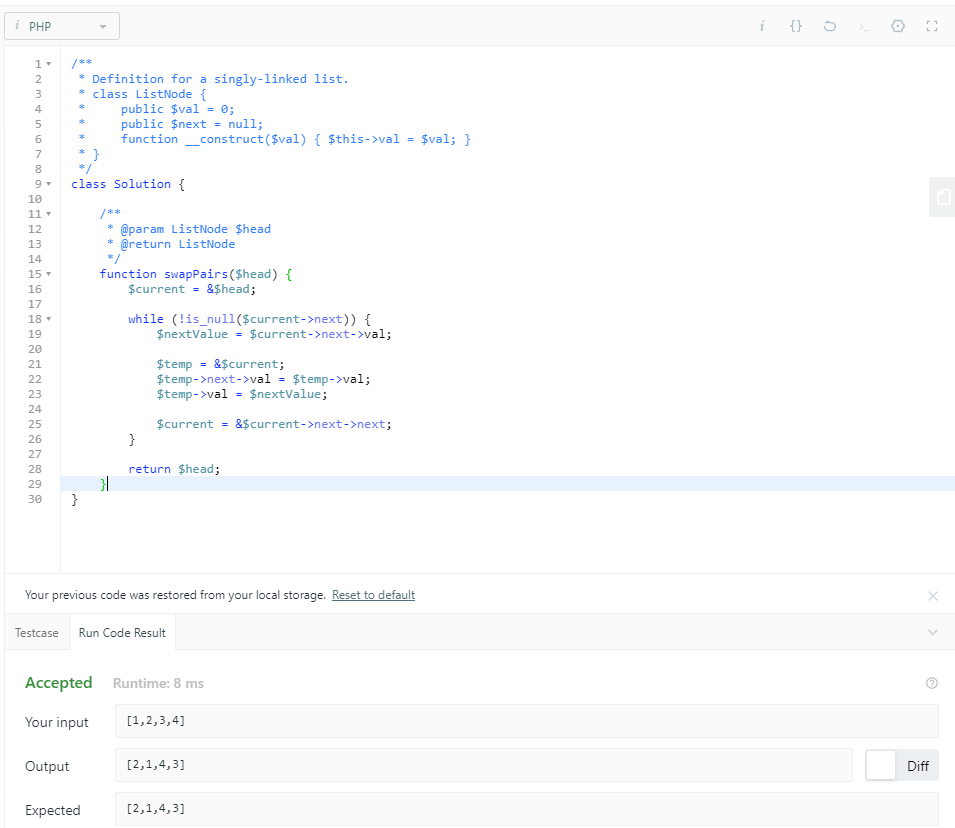 i PHP
i {} >_
1 /**
2  * Definition for a singly-linked list.
3  * class ListNode {
4  *     public $val = 0;
5  *     public $next = null;
6  *     function __construct($val) { $this->val = $val; }
7  * }
8  */
9 class Solution {
10
11     /**
12      * @param ListNode $head
13      * @return ListNode
14      */
15     function swapPairs($head) {
16         $current = &$head;
17
18         while (!is_null($current->next)) {
19             $nextValue = $current->next->val;
20
21             $temp = &$current;
22             $temp->next->val = $temp->val;
23             $temp->val = $nextValue;
24
25             $current = &$current->next->next;
26         }
27
28         return $head;
29     }
30 }
Your previous code was restored from your local storage. Reset to default
Testcase Run Code Result
Accepted Runtime: 8 ms
Your input [1,2,3,4]
Output [2,1,4,3] Diff
Expected [2,1,4,3]